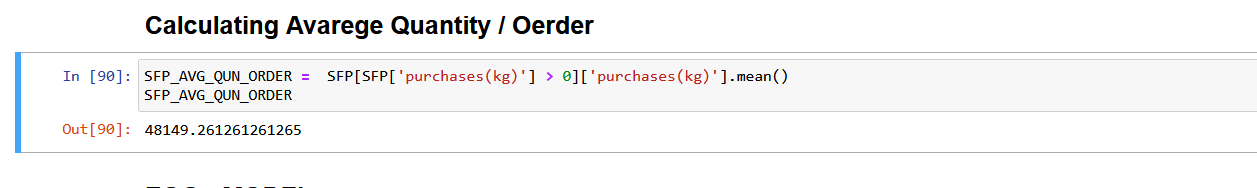 Calculating Avarege Quantity / Oerder
In [90]: SFP_AVG_QUN_ORDER =  SFP[SFP['purchases(kg)'] > 0]['purchases(kg)'].mean()
SFP_AVG_QUN_ORDER
Out[90]: 48149.261261261265